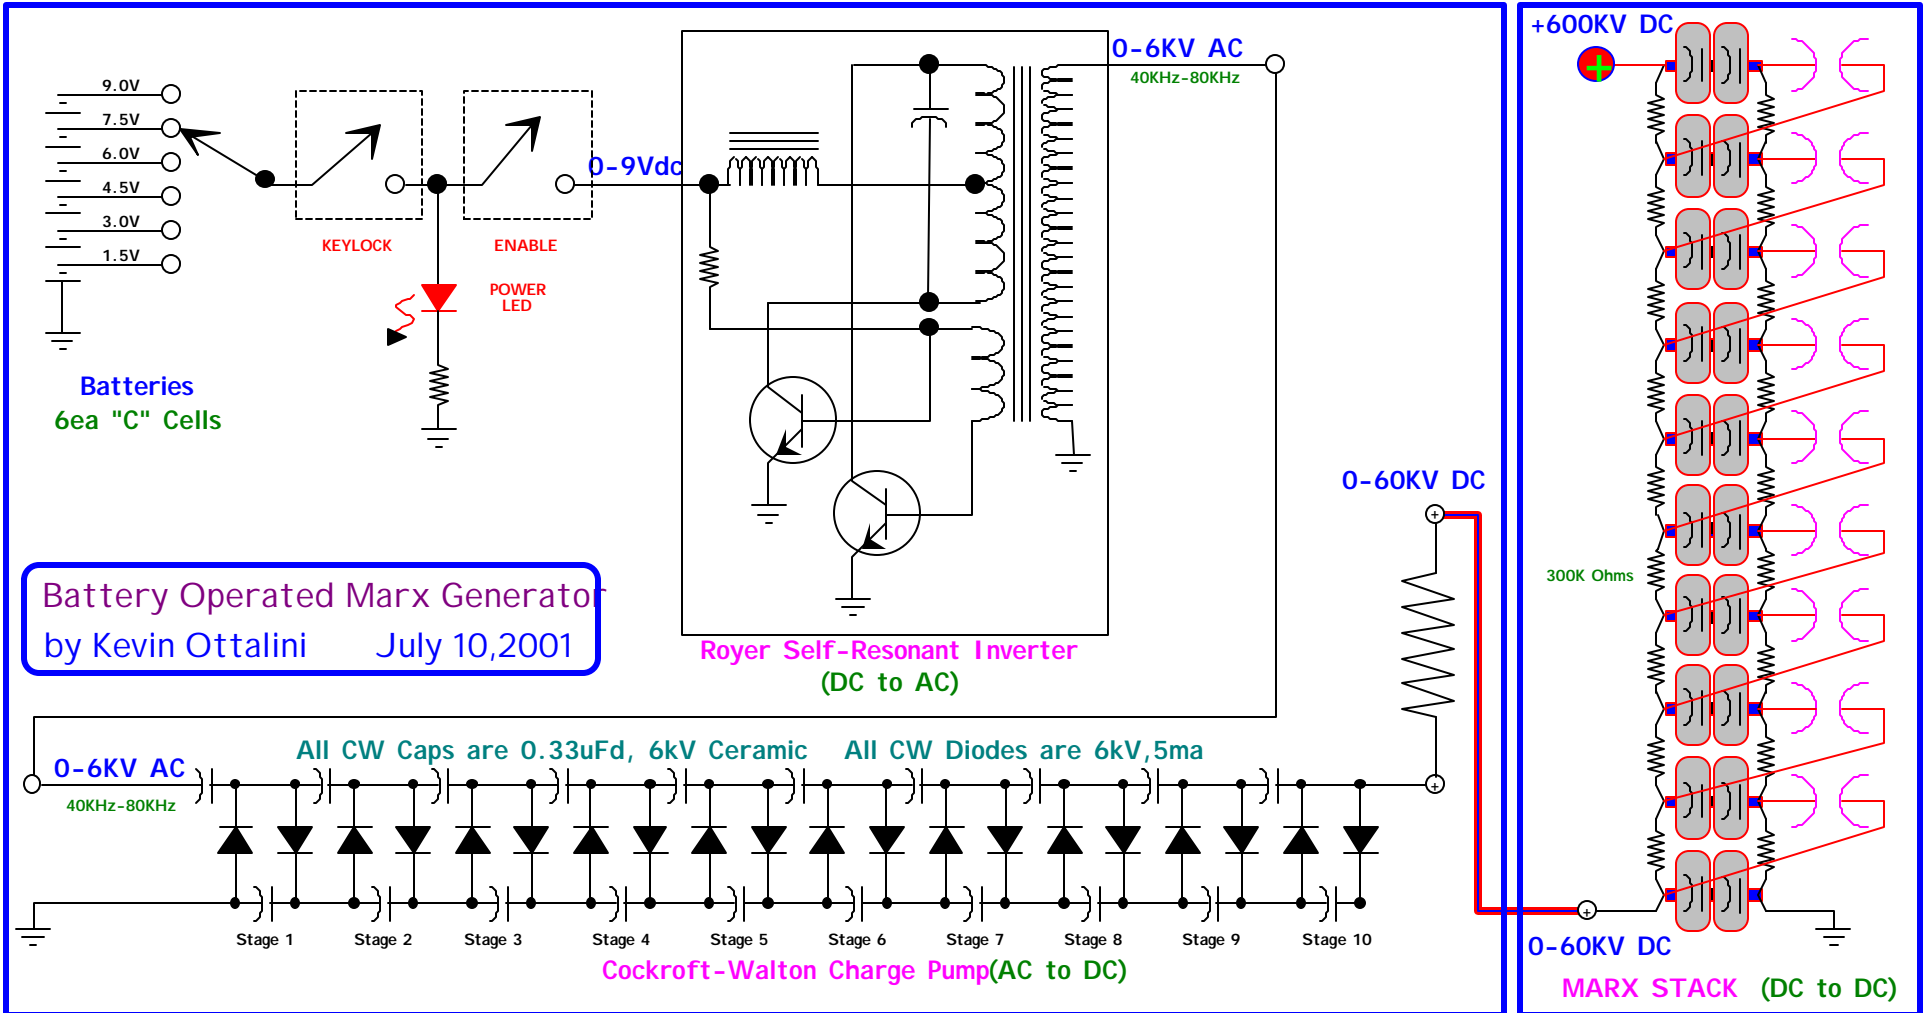 9.0V
7.5V
6.0V
4.5V
3.0V
1.5V
Batteries
6ea "C" Cells
KEYLOCK
ENABLE
POWER
LED
0-9Vdc
0-6KV AC
40KHz-80KHz
Royer Self-Resonant Inverter
(DC to AC)
Battery Operated Marx Generator
by Kevin Ottalini July 10,2001
All CW Caps are 0.33uFd, 6kV Ceramic All CW Diodes are 6kV,5ma
0-6KV AC
40KHz-80KHz
Stage 1 Stage 2 Stage 3 Stage 4 Stage 5 Stage 6 Stage 7 Stage 8 Stage 9 Stage 10
Cockroft-Walton Charge Pump(AC to DC)
0-60KV DC
+
+
+600KV DC
+
300K Ohms
+
0-60KV DC
MARX STACK (DC to DC)